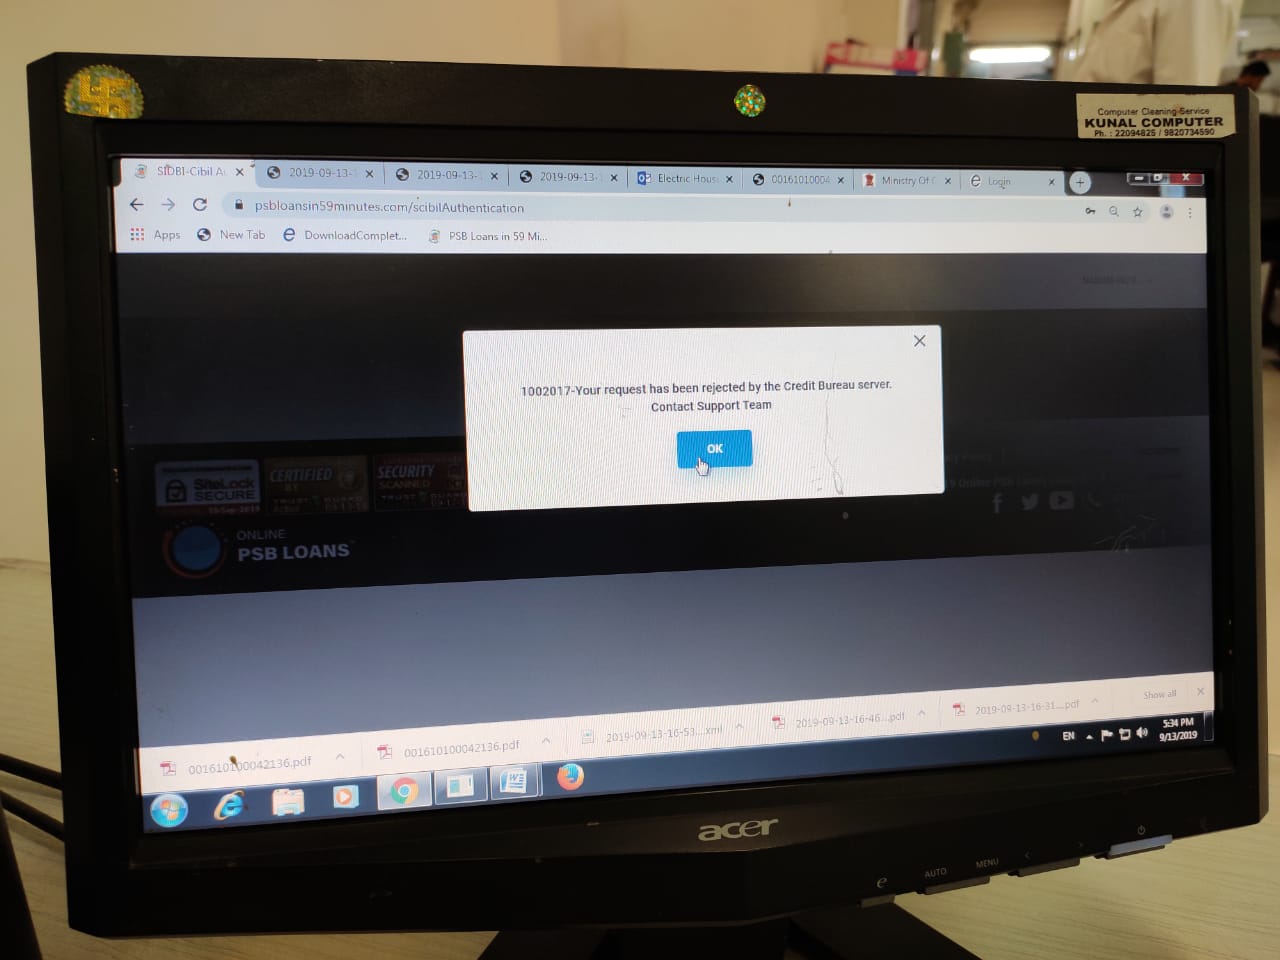 Computer Cleaning Service
KUNAL COMPUTER
Ph. : 22094825 / 9820734590
SIDBI-Cibil A
2019-09-13-
2019-09-13-
2019-09-13-
Electric Hous
00161010004
Ministry Of
Login
psbloansin59minutes.com/scibilAuthentication
Apps
New Tab
DownloadComplet...
PSB Loans in 59 Mi...
1002017-Your request has been rejected by the Credit Bureau server.
Contact Support Team
OK
SiteLock
SECURE
CERTIFIED
BY
SECURITY
SCANNED
ONLINE
PSB LOANS
001610100042136.pdf
001610100042136.pdf
2019-09-13-16-53....xml
2019-09-13-16-46....pdf
2019-09-13-16-31....pdf
Show all
EN
5:34 PM
9/13/2019
acer
e
AUTO
MENU